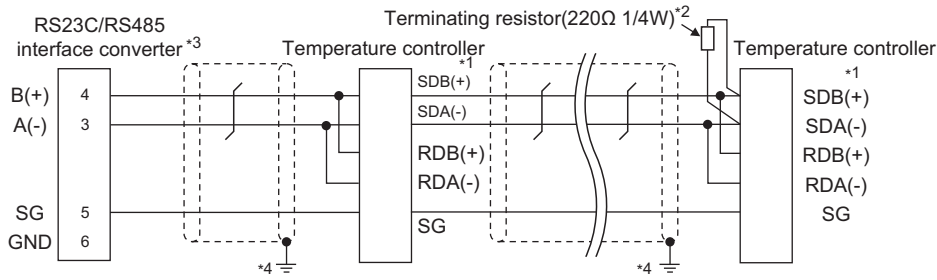 Terminating resistor(220Ω 1/4W)*2
RS23C/RS485
interface converter*3
Temperature controller
*1
Temperature controller
*1
B(+) 4
A(-) 3
SG 5
GND 6
SDB(+)
SDA(-)
RDB(+)
RDA(-)
SG
SDB(+)
SDA(-)
RDB(+)
RDA(-)
SG
*4
*4